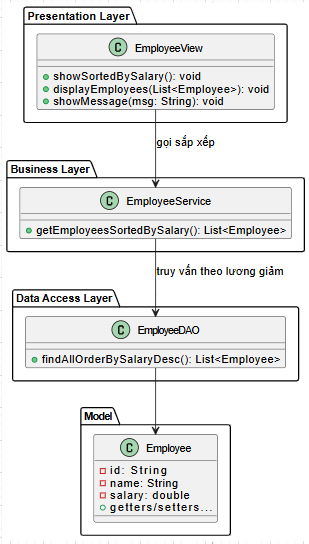 Presentation Layer
C EmployeeView
showSortedBySalary(): void
displayEmployees(List<Employee>): void
showMessage(msg: String): void
gọi sắp xếp
Business Layer
C EmployeeService
getEmployeesSortedBySalary(): List<Employee>
truy vấn theo lương giảm
Data Access Layer
C EmployeeDAO
findAllOrderBySalaryDesc(): List<Employee>
Model
C Employee
id: String
name: String
salary: double
getters/setters...